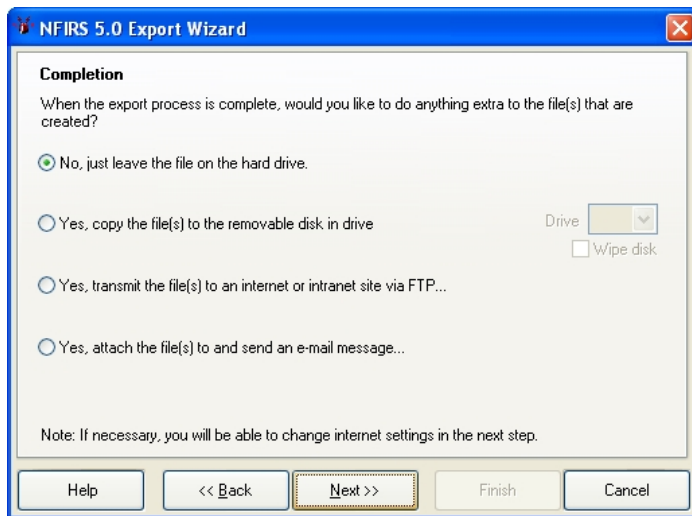 NFIRS 5.0 Export Wizard
Completion
When the export process is complete, would you like to do anything extra to the file(s) that are
created?
No, just leave the file on the hard drive.
Yes, copy the file(s) to the removable disk in drive
Drive
Wipe disk
Yes, transmit the file(s) to an internet or intranet site via FTP...
Yes, attach the file(s) to and send an e-mail message...
Note: If necessary, you will be able to change internet settings in the next step.
Help
<< Back
Next >>
Finish
Cancel